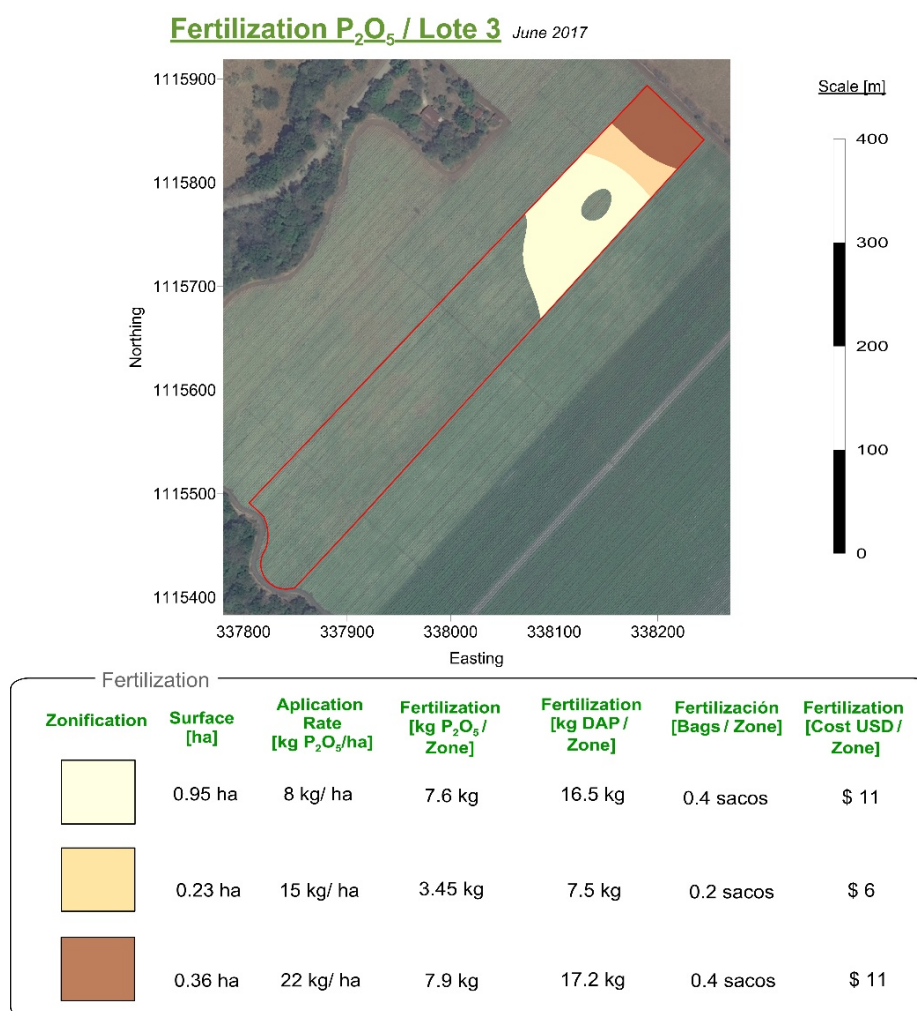 Fertilization P₂O₅ / Lote 3 June 2017
Scale [m]
1115900
1115800
1115700
1115600
1115500
1115400
Northing
337800 337900 338000 338100 338200
Easting
400
300
200
100
0
Fertilization
Zonification
Surface
[ha]
Aplication
Rate
[kg P₂O₅/ha]
Fertilization
[kg P₂O₅ /
Zone]
Fertilization
[kg DAP /
Zone]
Fertilización
[Bags / Zone]
Fertilization
[Cost USD /
Zone]
0.95 ha 8 kg/ ha 7.6 kg 16.5 kg 0.4 sacos $ 11
0.23 ha 15 kg/ ha 3.45 kg 7.5 kg 0.2 sacos $ 6
0.36 ha 22 kg/ ha 7.9 kg 17.2 kg 0.4 sacos $ 11